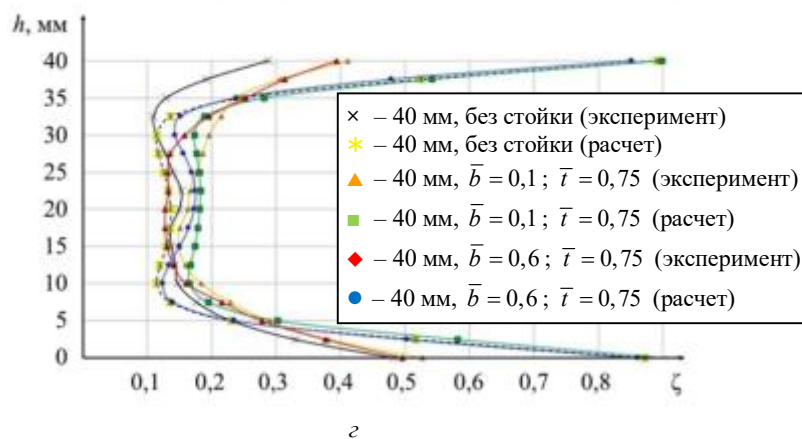 h, мм
40
35
30
25
20
15
10
5
0
– 40 мм, без стойки (эксперимент)
– 40 мм, без стойки (расчет)
– 40 мм, b̅ = 0,1 ; t̅ = 0,75 (эксперимент)
– 40 мм, b̅ = 0,1 ; t̅ = 0,75 (расчет)
– 40 мм, b̅ = 0,6 ; t̅ = 0,75 (эксперимент)
– 40 мм, b̅ = 0,6 ; t̅ = 0,75 (расчет)
0,1 0,2 0,3 0,4 0,5 0,6 0,7 0,8 ζ
г